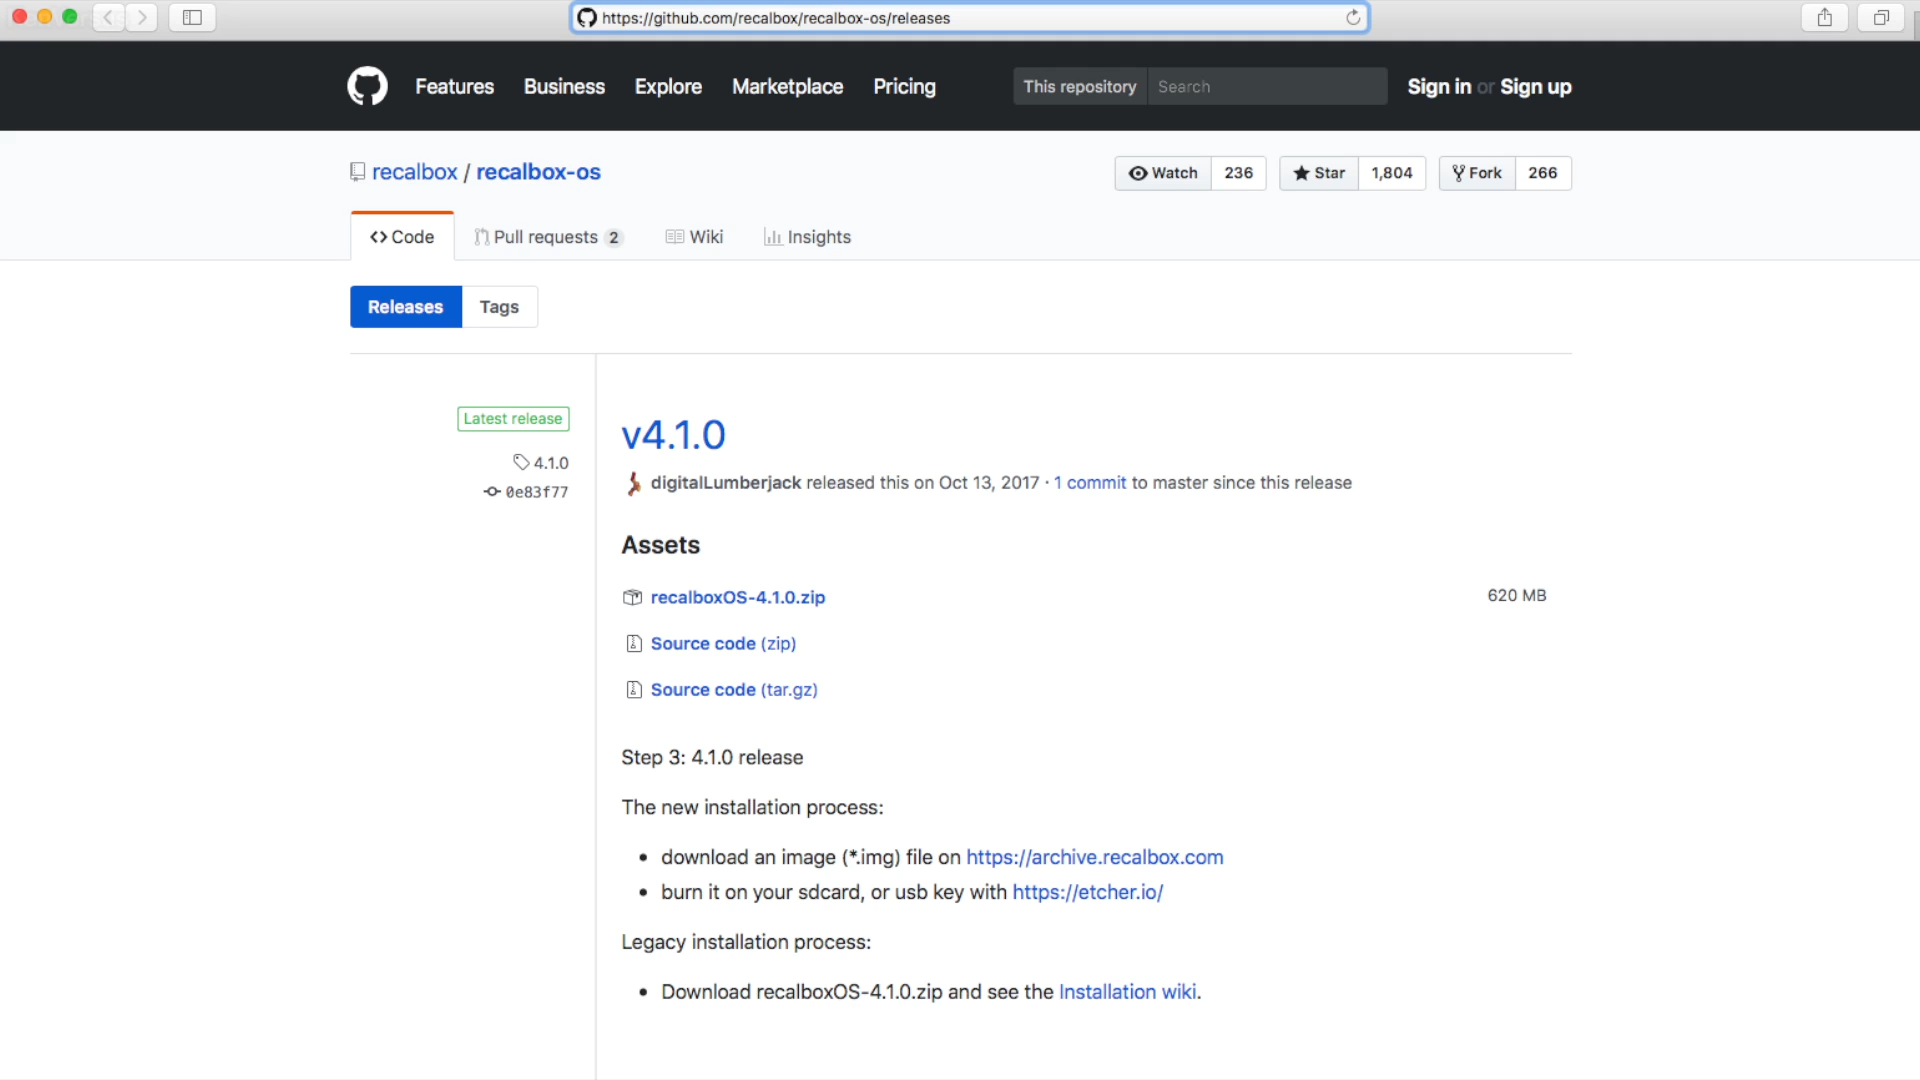 https://github.com/recalbox/recalbox-os/releases
Features Business Explore Marketplace Pricing This repository Search Sign in or Sign up
recalbox / recalbox-os Watch 236 Star 1,804 Fork 266
Code Pull requests 2 Wiki Insights
Releases Tags
Latest release
4.1.0
0e83f77
v4.1.0
digitalLumberjack released this on Oct 13, 2017 · 1 commit to master since this release
Assets
recalboxOS-4.1.0.zip 620 MB
Source code (zip)
Source code (tar.gz)
Step 3: 4.1.0 release
The new installation process:
• download an image (*.img) file on https://archive.recalbox.com
• burn it on your sdcard, or usb key with https://etcher.io/
Legacy installation process:
• Download recalboxOS-4.1.0.zip and see the Installation wiki.